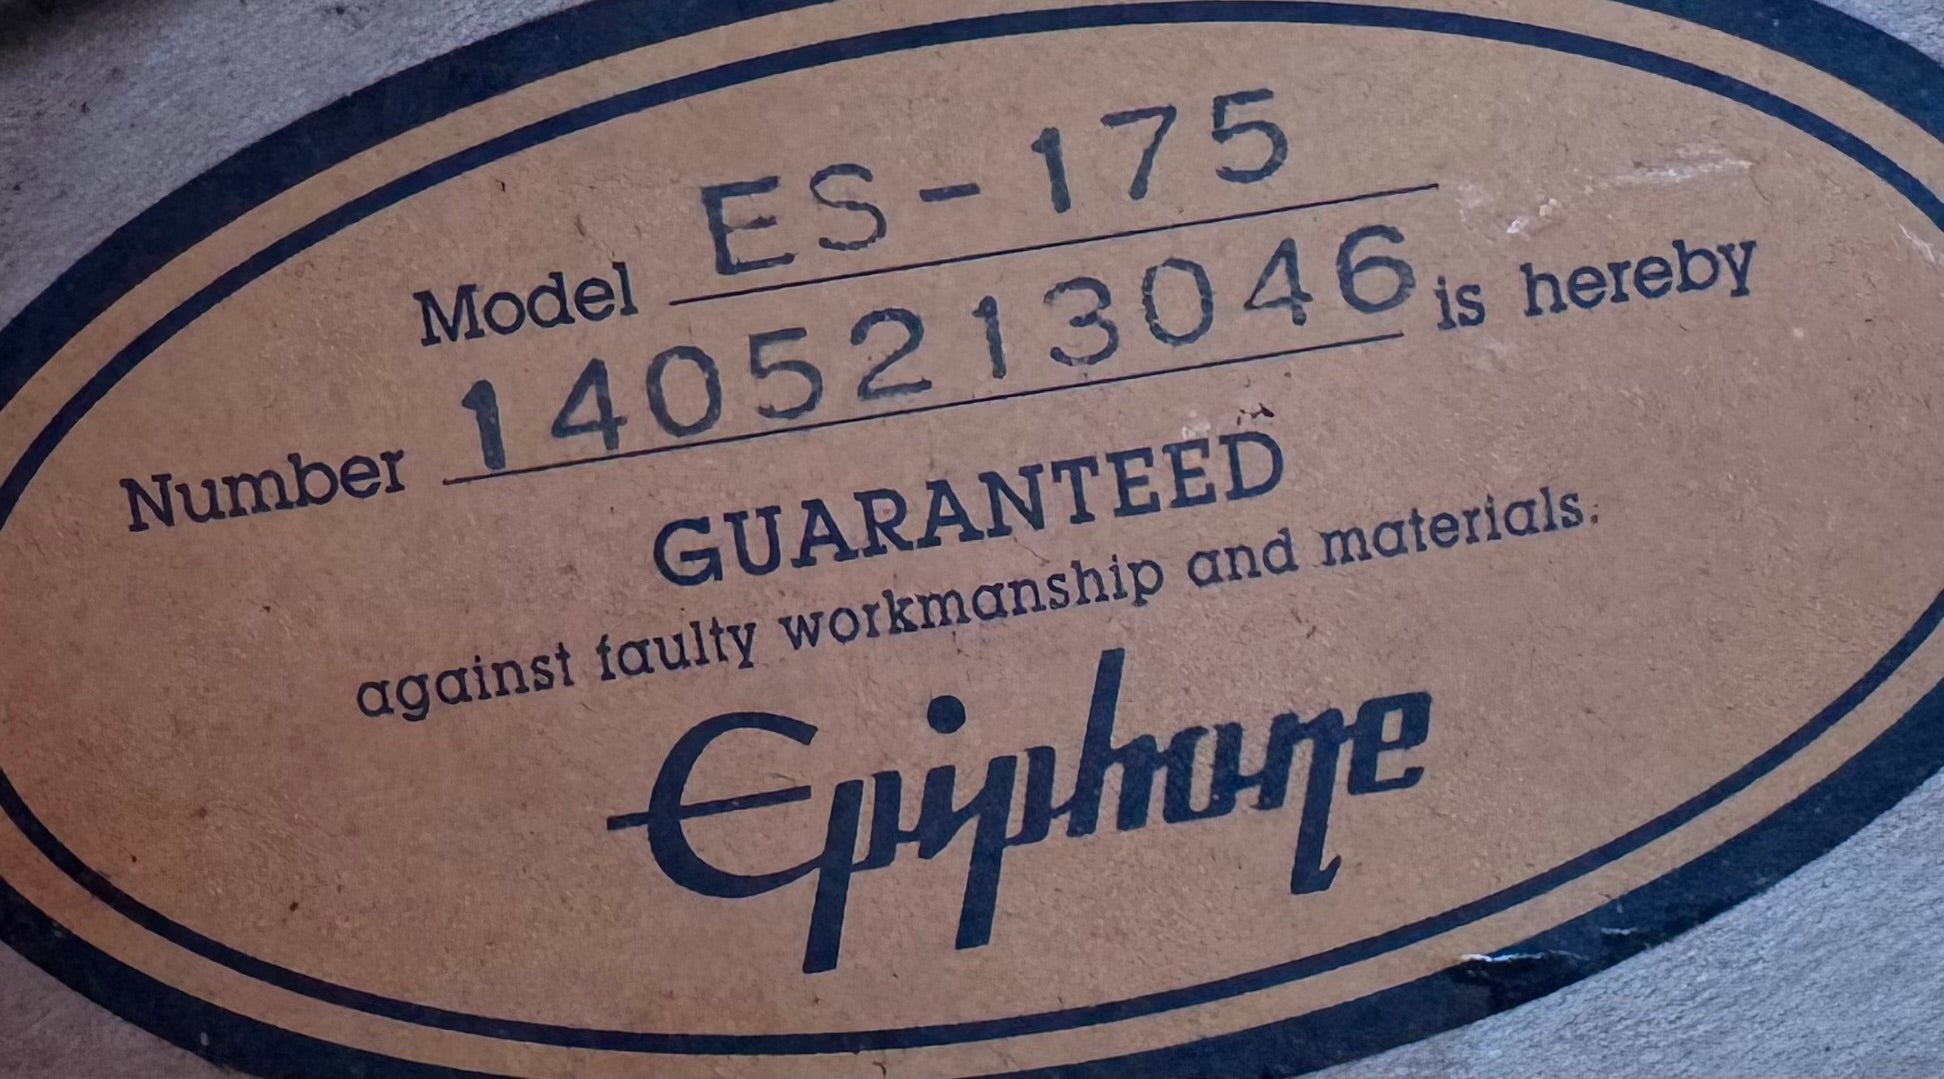 Model ES-175
Number 1405213046 is hereby
GUARANTEED
against faulty workmanship and materials.
Epiphone